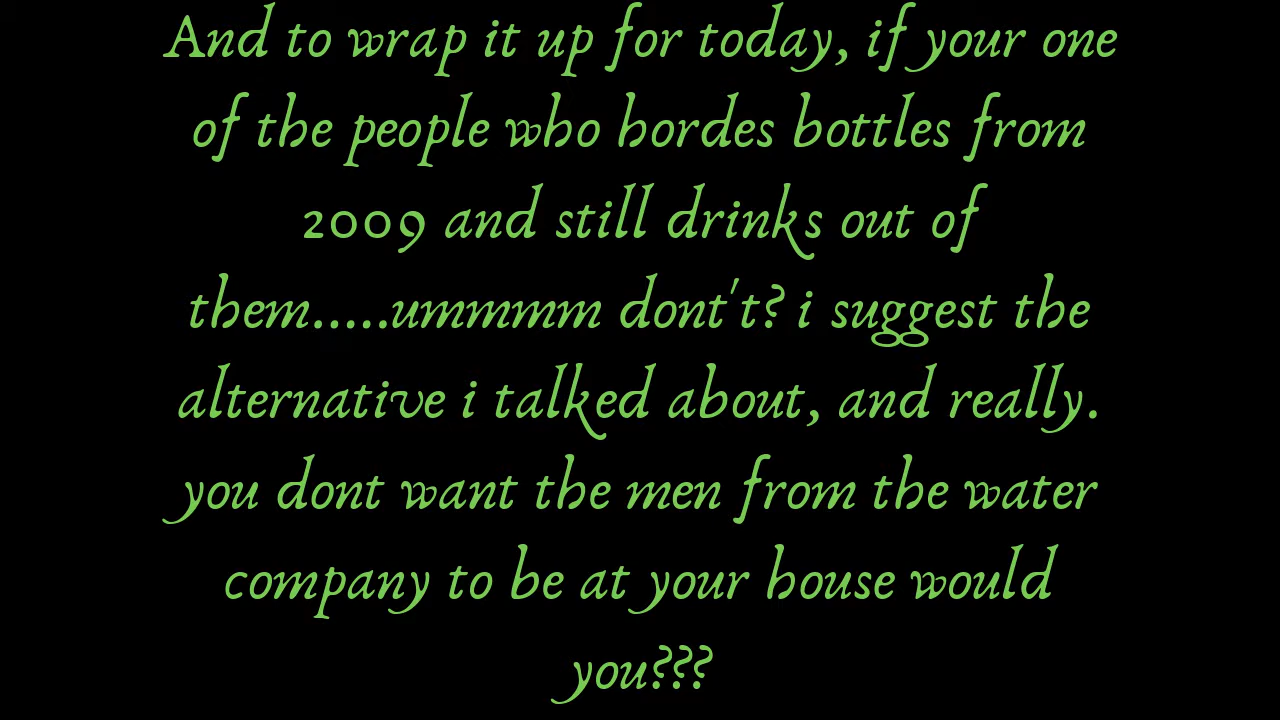 And to wrap it up for today, if your one
of the people who hordes bottles from
2009 and still drinks out of
them.....ummmm dont't? i suggest the
alternative i talked about, and really.
you dont want the men from the water
company to be at your house would
you???